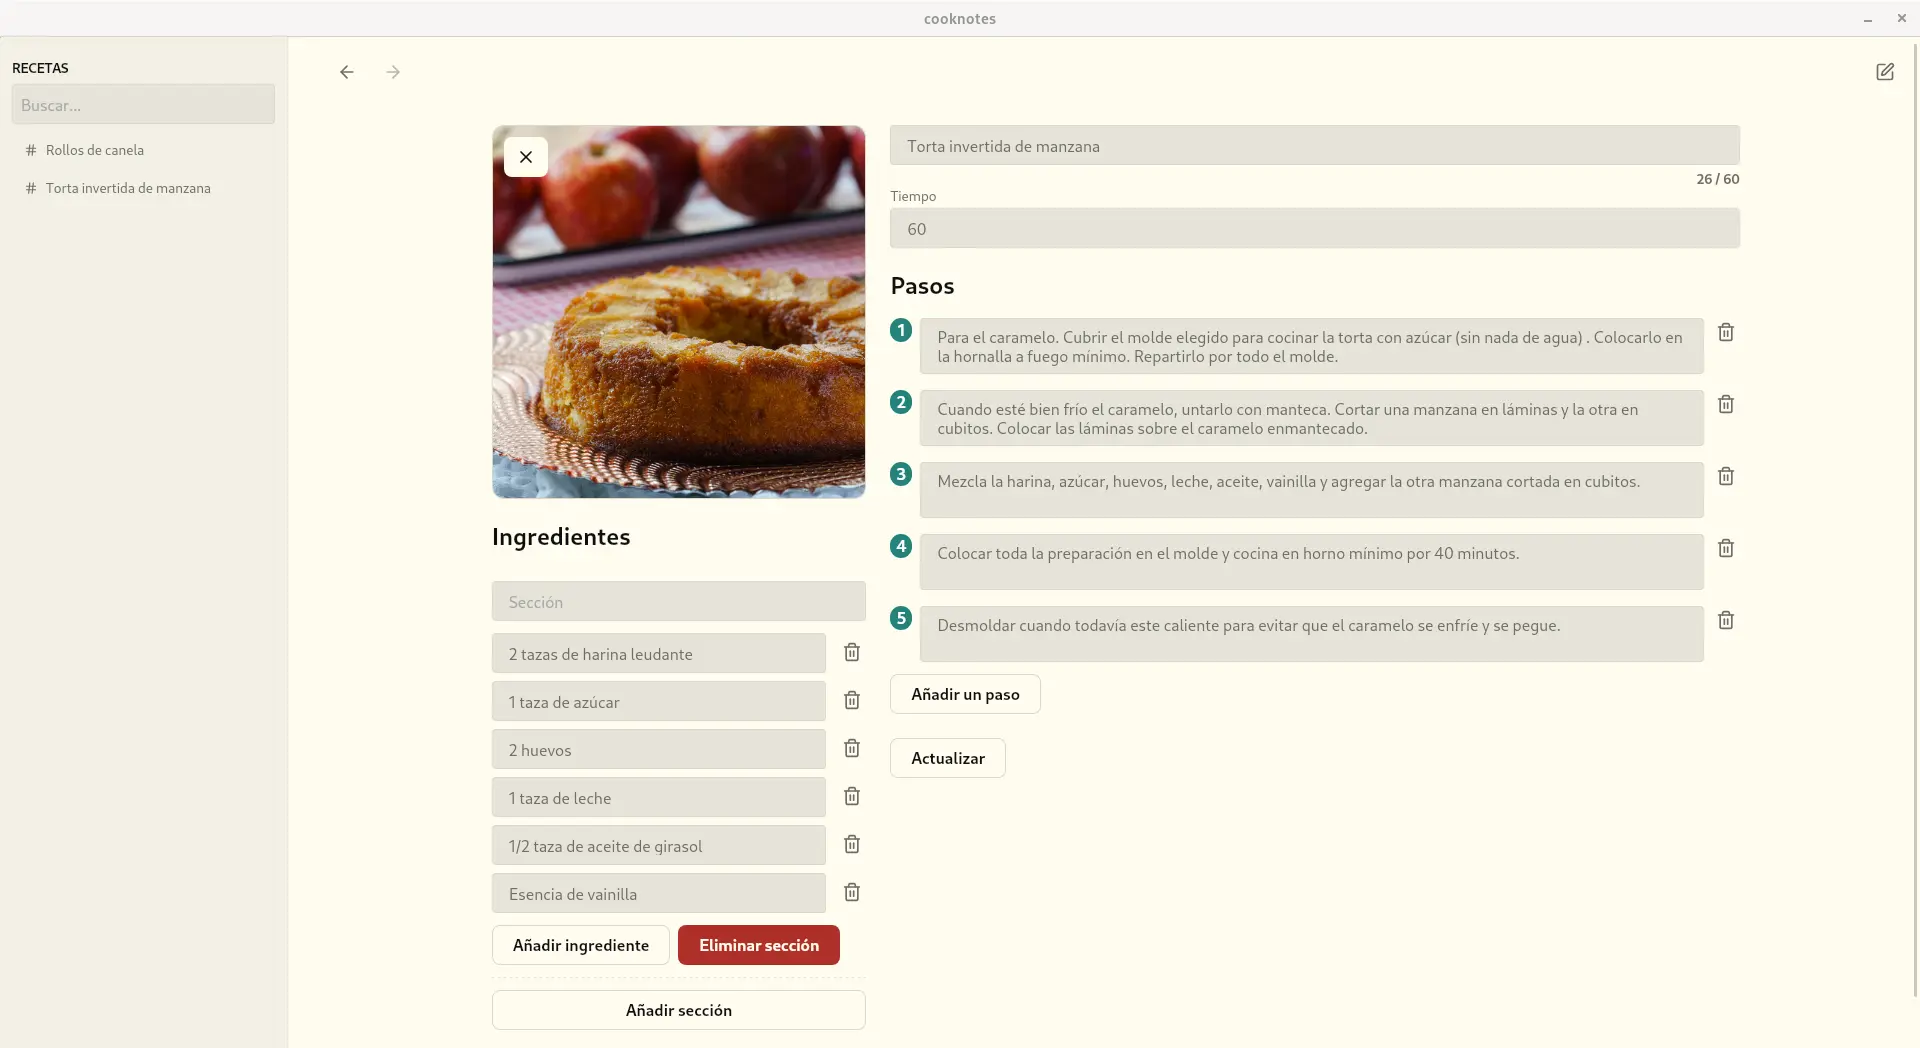 cooknotes
RECETAS
Buscar...
# Rollos de canela
# Torta invertida de manzana
Torta invertida de manzana
26 / 60
Tiempo
60
Pasos
1
Para el caramelo. Cubrir el molde elegido para cocinar la torta con azúcar (sin nada de agua) . Colocarlo en
la hornalla a fuego mínimo. Repartirlo por todo el molde.
2
Cuando esté bien frío el caramelo, untarlo con manteca. Cortar una manzana en láminas y la otra en
cubitos. Colocar las láminas sobre el caramelo enmantecado.
3
Mezcla la harina, azúcar, huevos, leche, aceite, vainilla y agregar la otra manzana cortada en cubitos.
4
Colocar toda la preparación en el molde y cocina en horno mínimo por 40 minutos.
5
Desmoldar cuando todavía este caliente para evitar que el caramelo se enfríe y se pegue.
Añadir un paso
Actualizar
Ingredientes
Sección
2 tazas de harina leudante
1 taza de azúcar
2 huevos
1 taza de leche
1/2 taza de aceite de girasol
Esencia de vainilla
Añadir ingrediente
Eliminar sección
Añadir sección